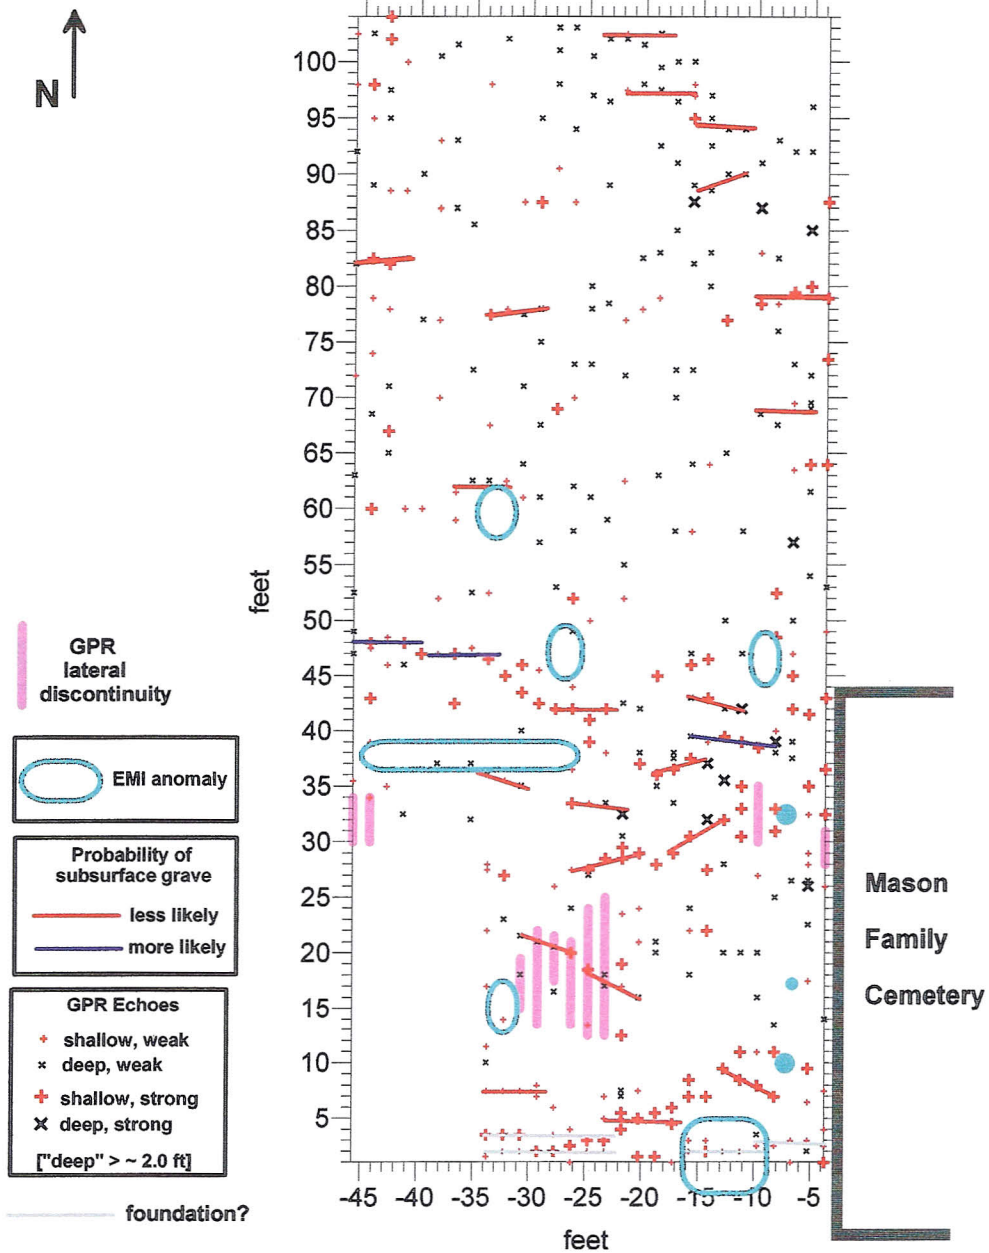 N
100
95
90
85
80
75
70
65
60
55
50
45
40
35
30
25
20
15
10
5
feet
-45 -40 -35 -30 -25 -20 -15 -10 -5
feet
GPR
lateral
discontinuity
EMI anomaly
Probability of
subsurface grave
less likely
more likely
GPR Echoes
shallow, weak
deep, weak
shallow, strong
deep, strong
["deep" > ~ 2.0 ft]
foundation?
Mason
Family
Cemetery